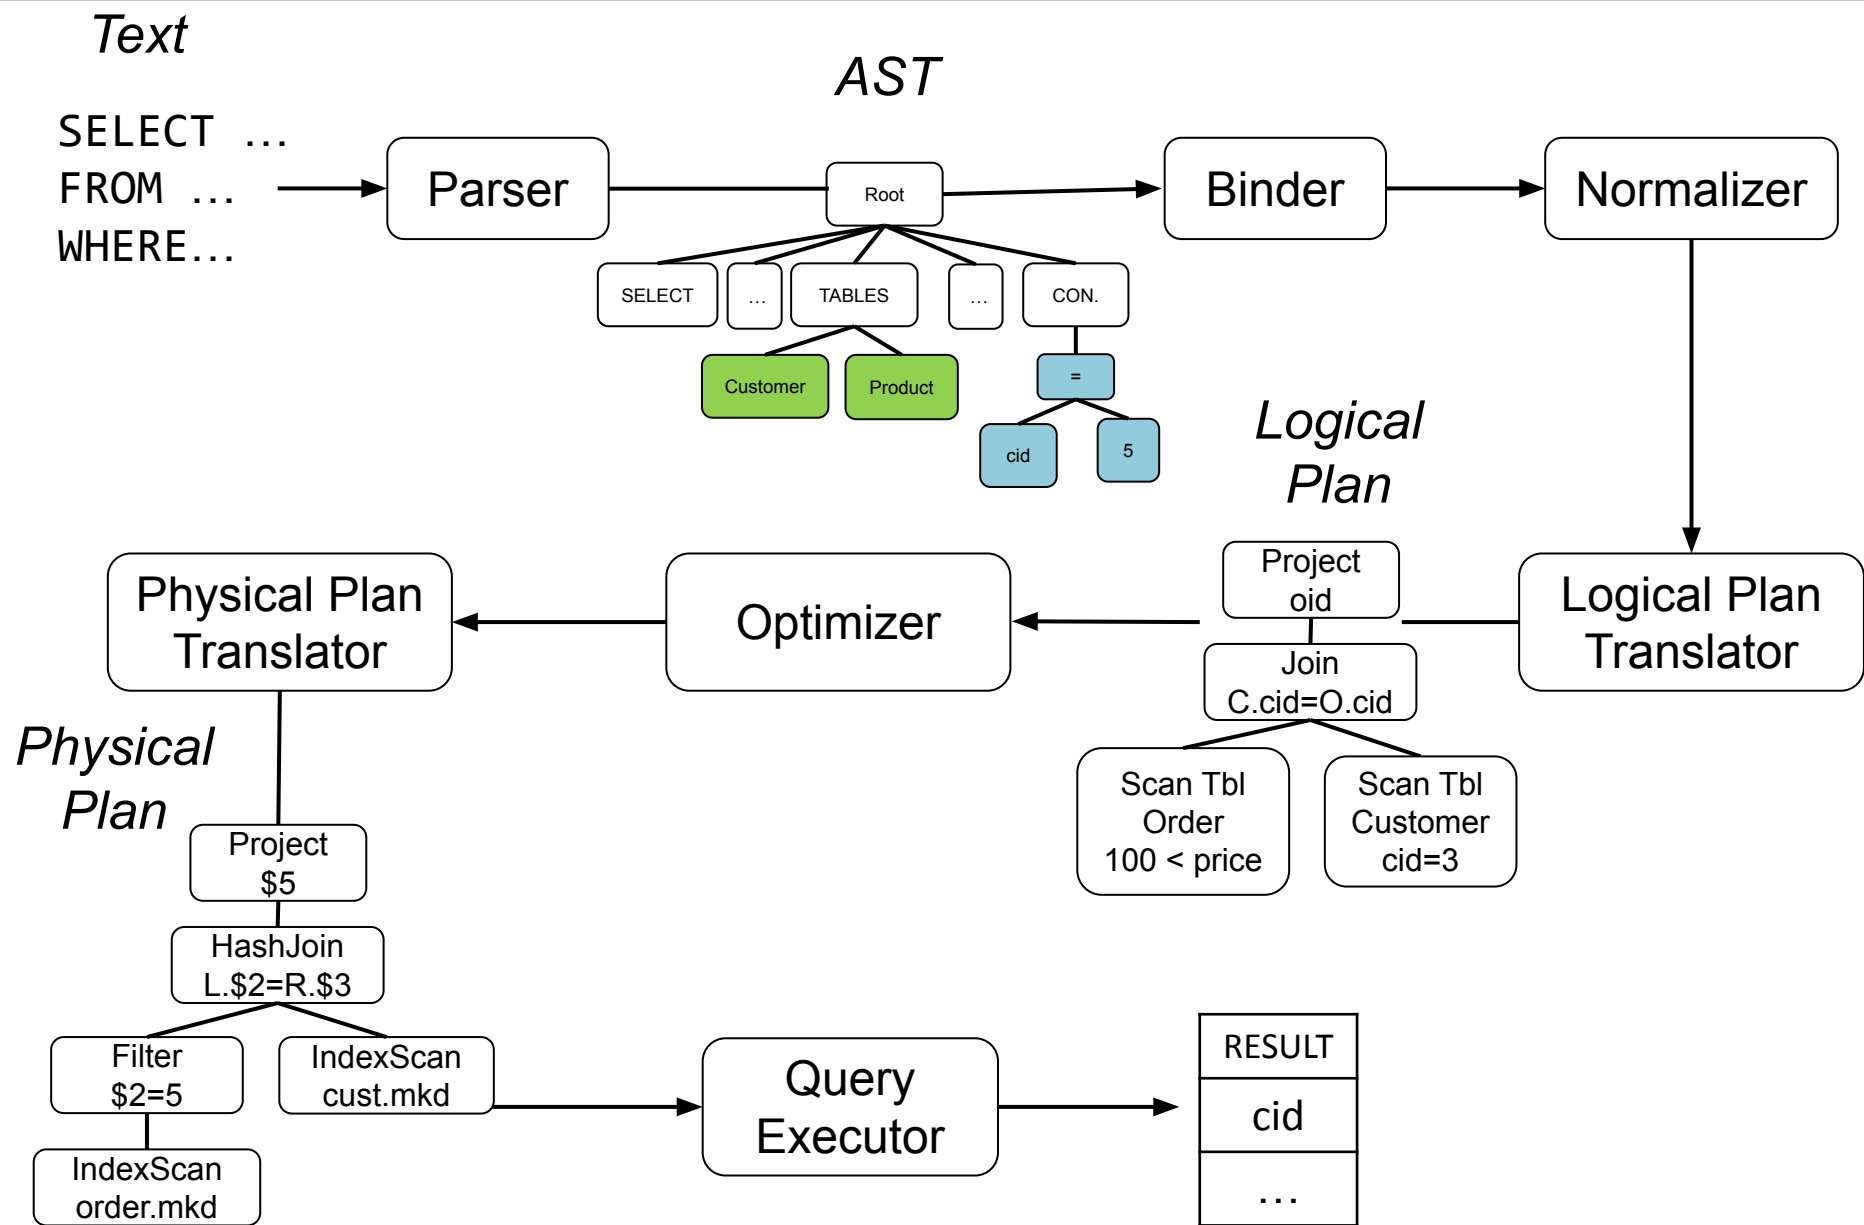 Text
AST
SELECT …
FROM …
WHERE…
Parser
Root
Binder
Normalizer
SELECT
…
TABLES
…
CON.
Customer
Product
=
cid
5
Logical
Plan
Physical Plan
Translator
Optimizer
Project
oid
Logical Plan
Translator
Join
C.cid=O.cid
Scan Tbl
Order
100 < price
Scan Tbl
Customer
cid=3
Physical
Plan
Project
$5
HashJoin
L.$2=R.$3
Filter
$2=5
IndexScan
cust.mkd
IndexScan
order.mkd
Query
Executor
RESULT
cid
…